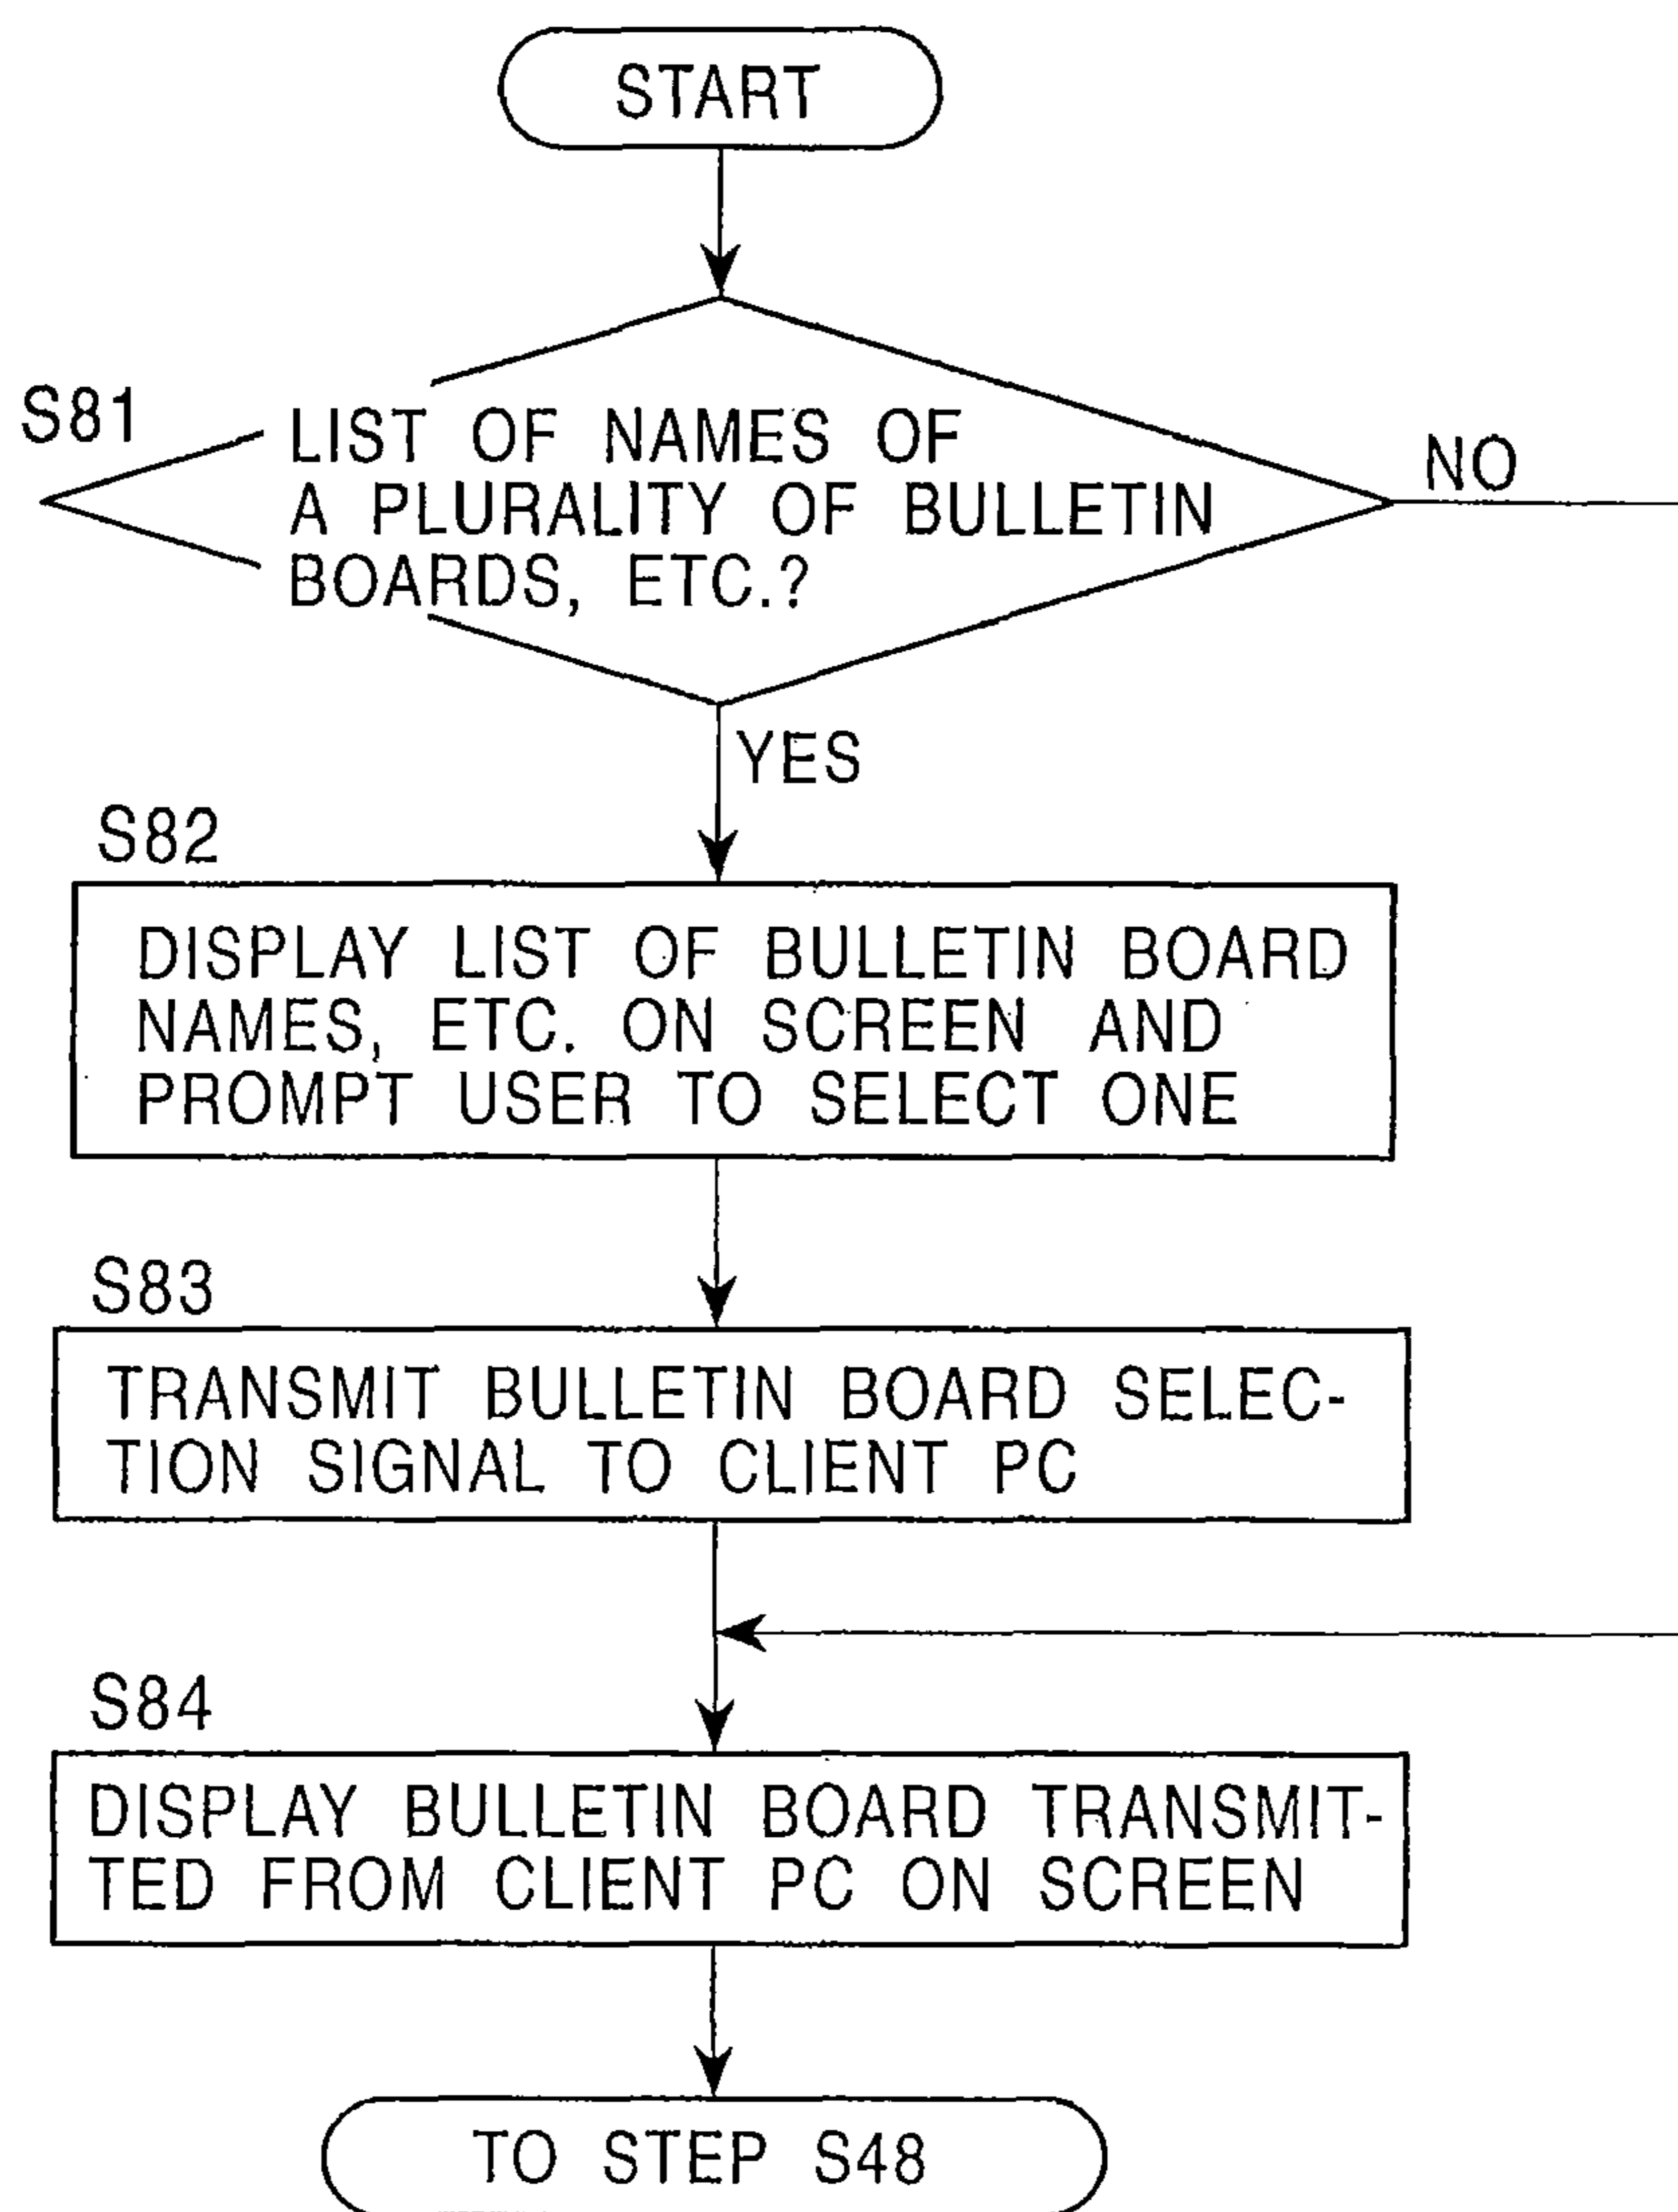 START
S81
LIST OF NAMES OF
A PLURALITY OF BULLETIN
BOARDS, ETC.?
NO
YES
S82
DISPLAY LIST OF BULLETIN BOARD
NAMES, ETC. ON SCREEN AND
PROMPT USER TO SELECT ONE
S83
TRANSMIT BULLETIN BOARD SELEC-
TION SIGNAL TO CLIENT PC
S84
DISPLAY BULLETIN BOARD TRANSMIT-
TED FROM CLIENT PC ON SCREEN
TO STEP S48